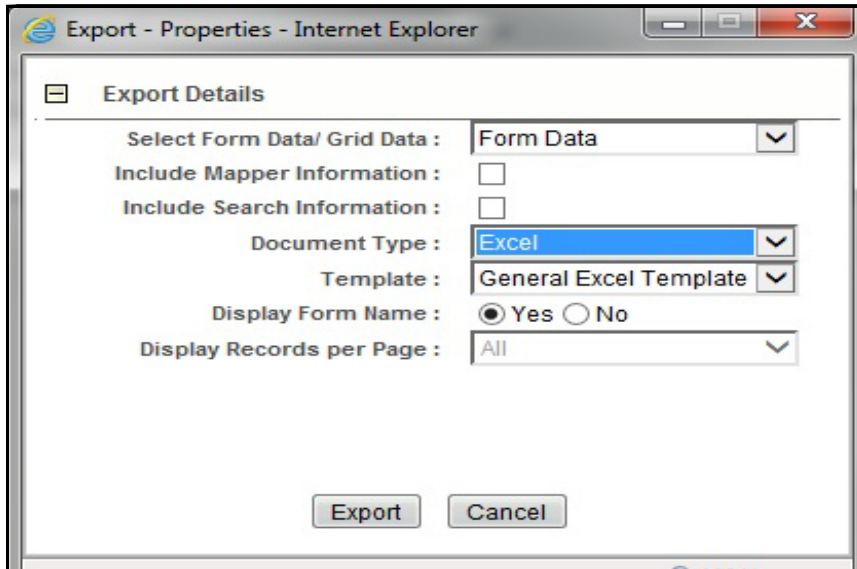 Export - Properties - Internet Explorer
Export Details
Select Form Data/ Grid Data : Form Data
Include Mapper Information :
Include Search Information :
Document Type : Excel
Template : General Excel Template
Display Form Name : Yes No
Display Records per Page : All
Export Cancel